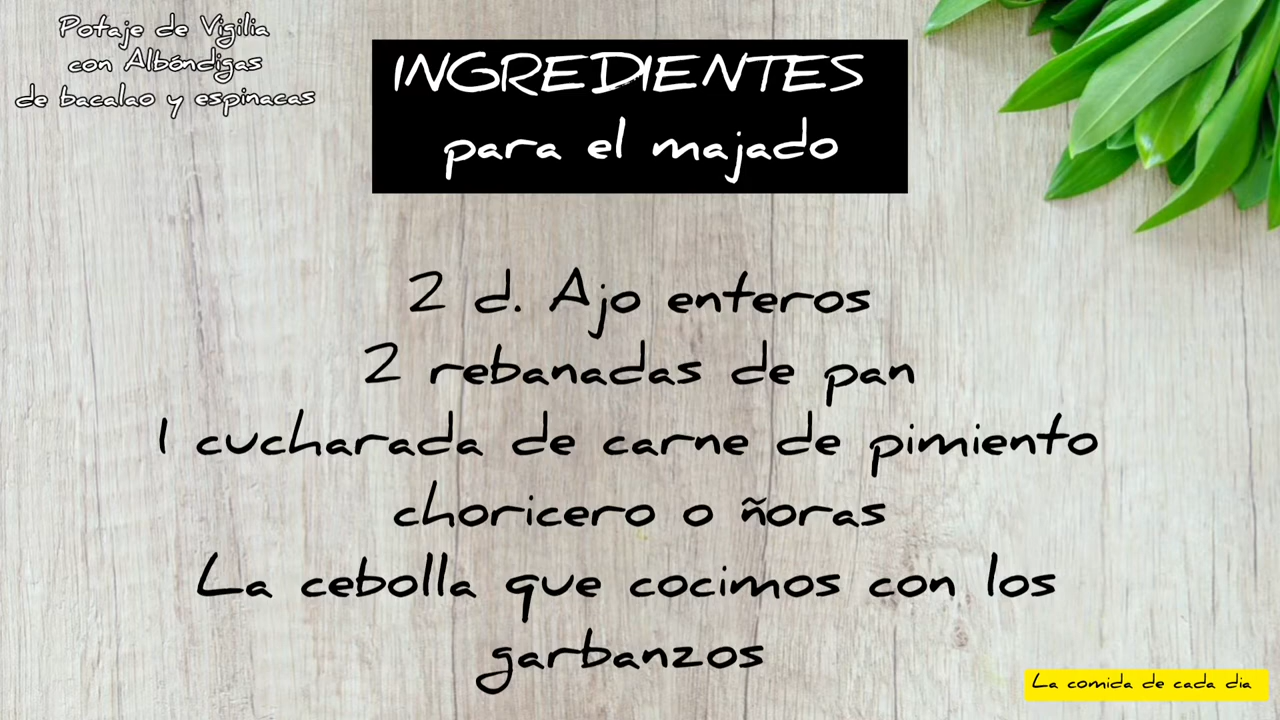 Potaje de Vigilia
con Albóndigas
de bacalao y espinacas
INGREDIENTES
para el majado
2 d. Ajo enteros
2 rebanadas de pan
1 cucharada de carne de pimiento
choricero o ñoras
La cebolla que cocimos con los
garbanzos
La comida de cada dia